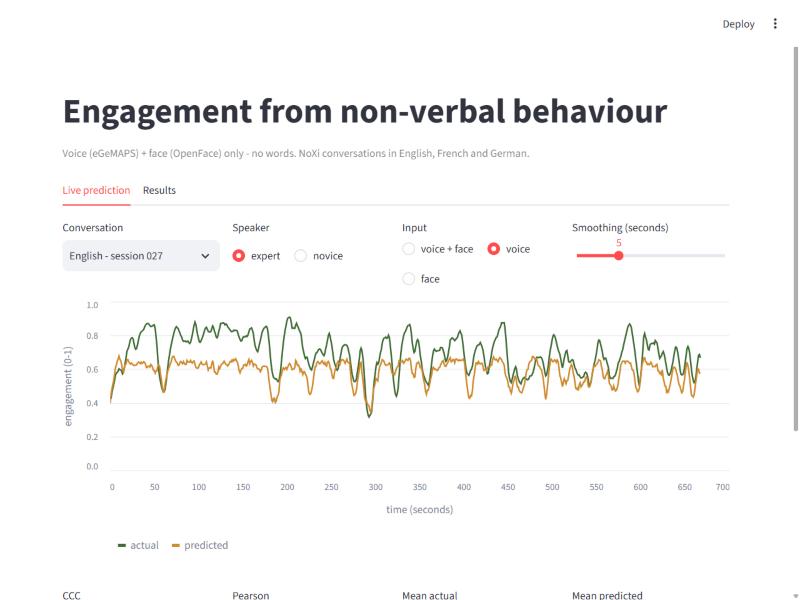 Deploy
Engagement from non-verbal behaviour
Voice (eGeMAPS) + face (OpenFace) only - no words. NoXi conversations in English, French and German.
Live prediction Results
Conversation Speaker Input Smoothing (seconds)
English - session 027 expert novice voice + face voice 5
face
1.0
0.8
0.6
0.4
0.2
0.0
engagement (0-1)
0 50 100 150 200 250 300 350 400 450 500 550 600 650 700
time (seconds)
actual predicted
CCC Pearson Mean actual Mean predicted